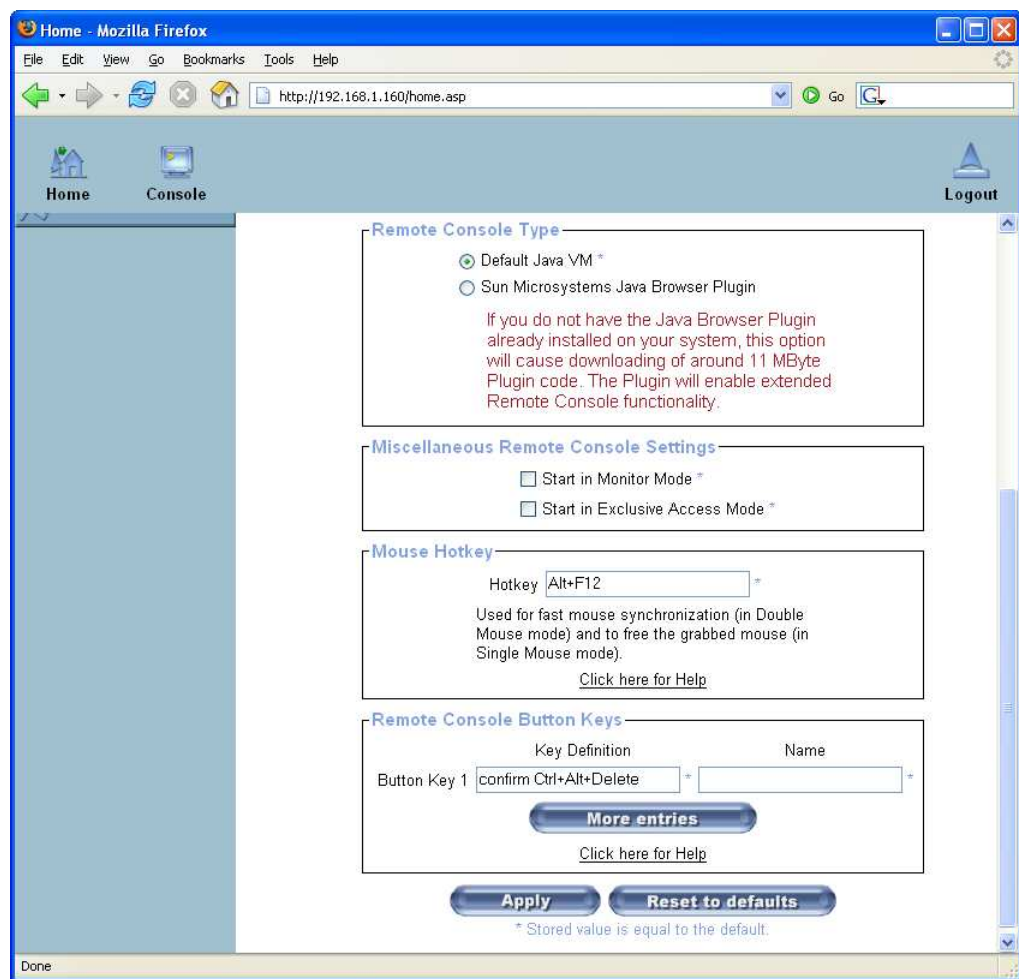 Home - Mozilla Firefox
File Edit View Go Bookmarks Tools Help
http://192.168.1.160/home.asp
Go
G
Home
Console
Logout
Remote Console Type
Default Java VM *
Sun Microsystems Java Browser Plugin
If you do not have the Java Browser Plugin
already installed on your system, this option
will cause downloading of around 11 MByte
Plugin code. The Plugin will enable extended
Remote Console functionality.
Miscellaneous Remote Console Settings
Start in Monitor Mode *
Start in Exclusive Access Mode *
Mouse Hotkey
Hotkey Alt+F12 *
Used for fast mouse synchronization (in Double
Mouse mode) and to free the grabbed mouse (in
Single Mouse mode).
Click here for Help
Remote Console Button Keys
Key Definition Name
Button Key 1 confirm Ctrl+Alt+Delete * *
More entries
Click here for Help
Apply Reset to defaults
* Stored value is equal to the default.
Done